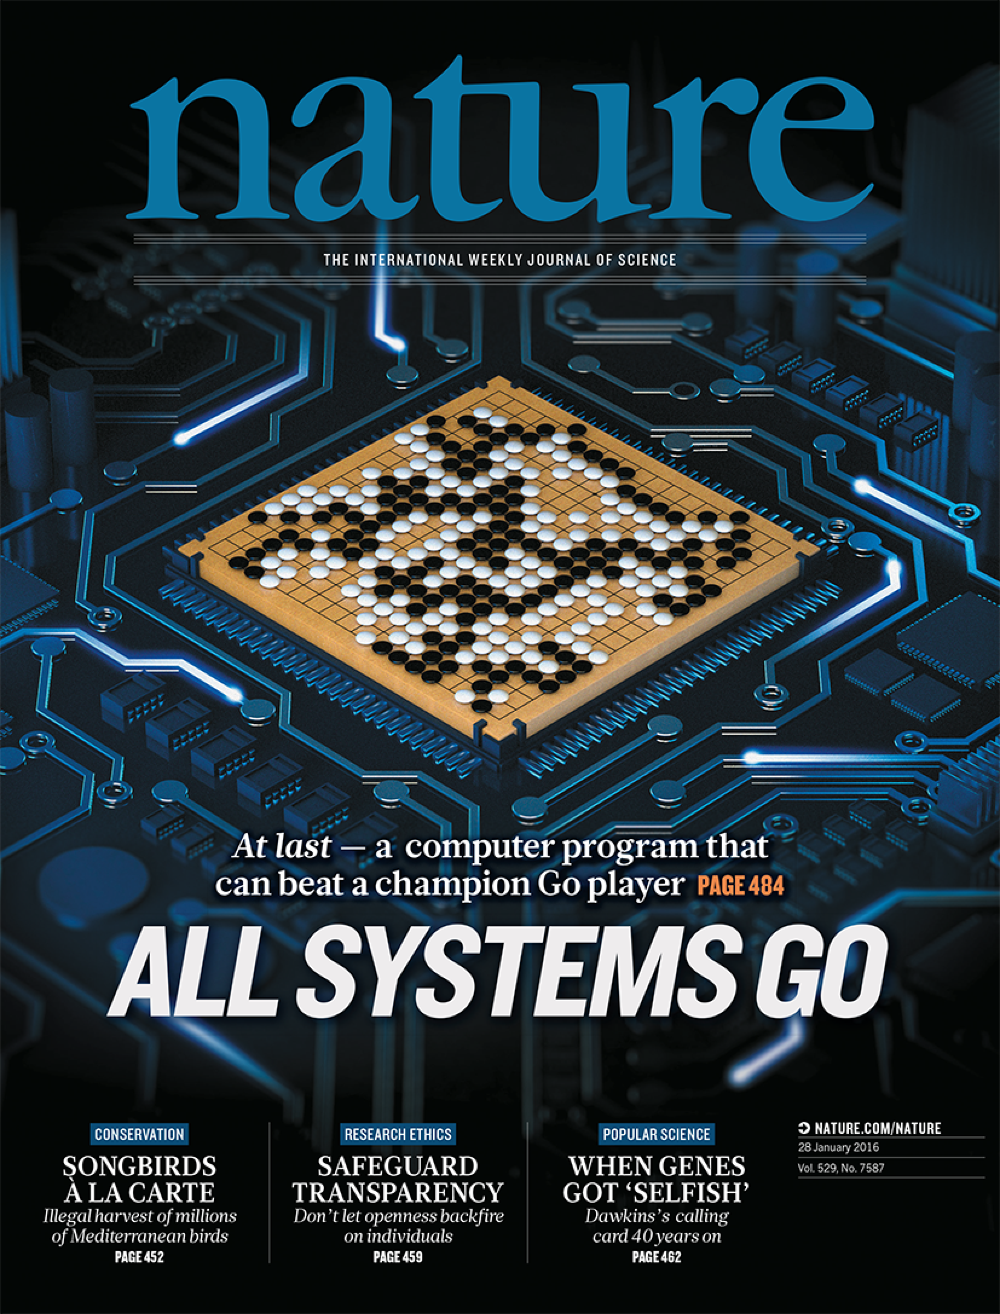 nature
THE INTERNATIONAL WEEKLY JOURNAL OF SCIENCE
At last — a computer program that
can beat a champion Go player PAGE 484
ALL SYSTEMS GO
CONSERVATION
SONGBIRDS
À LA CARTE
Illegal harvest of millions
of Mediterranean birds
PAGE 452
RESEARCH ETHICS
SAFEGUARD
TRANSPARENCY
Don't let openness backfire
on individuals
PAGE 459
POPULAR SCIENCE
WHEN GENES
GOT ‘SELFISH’
Dawkins's calling
card 40 years on
PAGE 462
NATURE.COM/NATURE
28 January 2016
Vol. 529, No. 7587